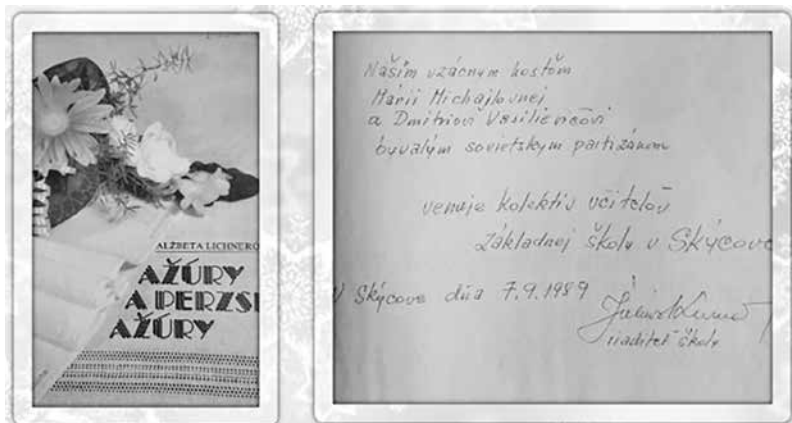 ALŽBETA LICHNERO
AŽÚRY
A PERZSK
AŽÚRY
Našim vzácnym hosťom
Márii Michajlovnej
a Dmitriovi Vasilievičovi
bývalým sovietskym partizánom
venuje kolektív učiteľov
základnej školy v Skýcove
V Skýcove dňa 7.9.1989
riaditeľ školy